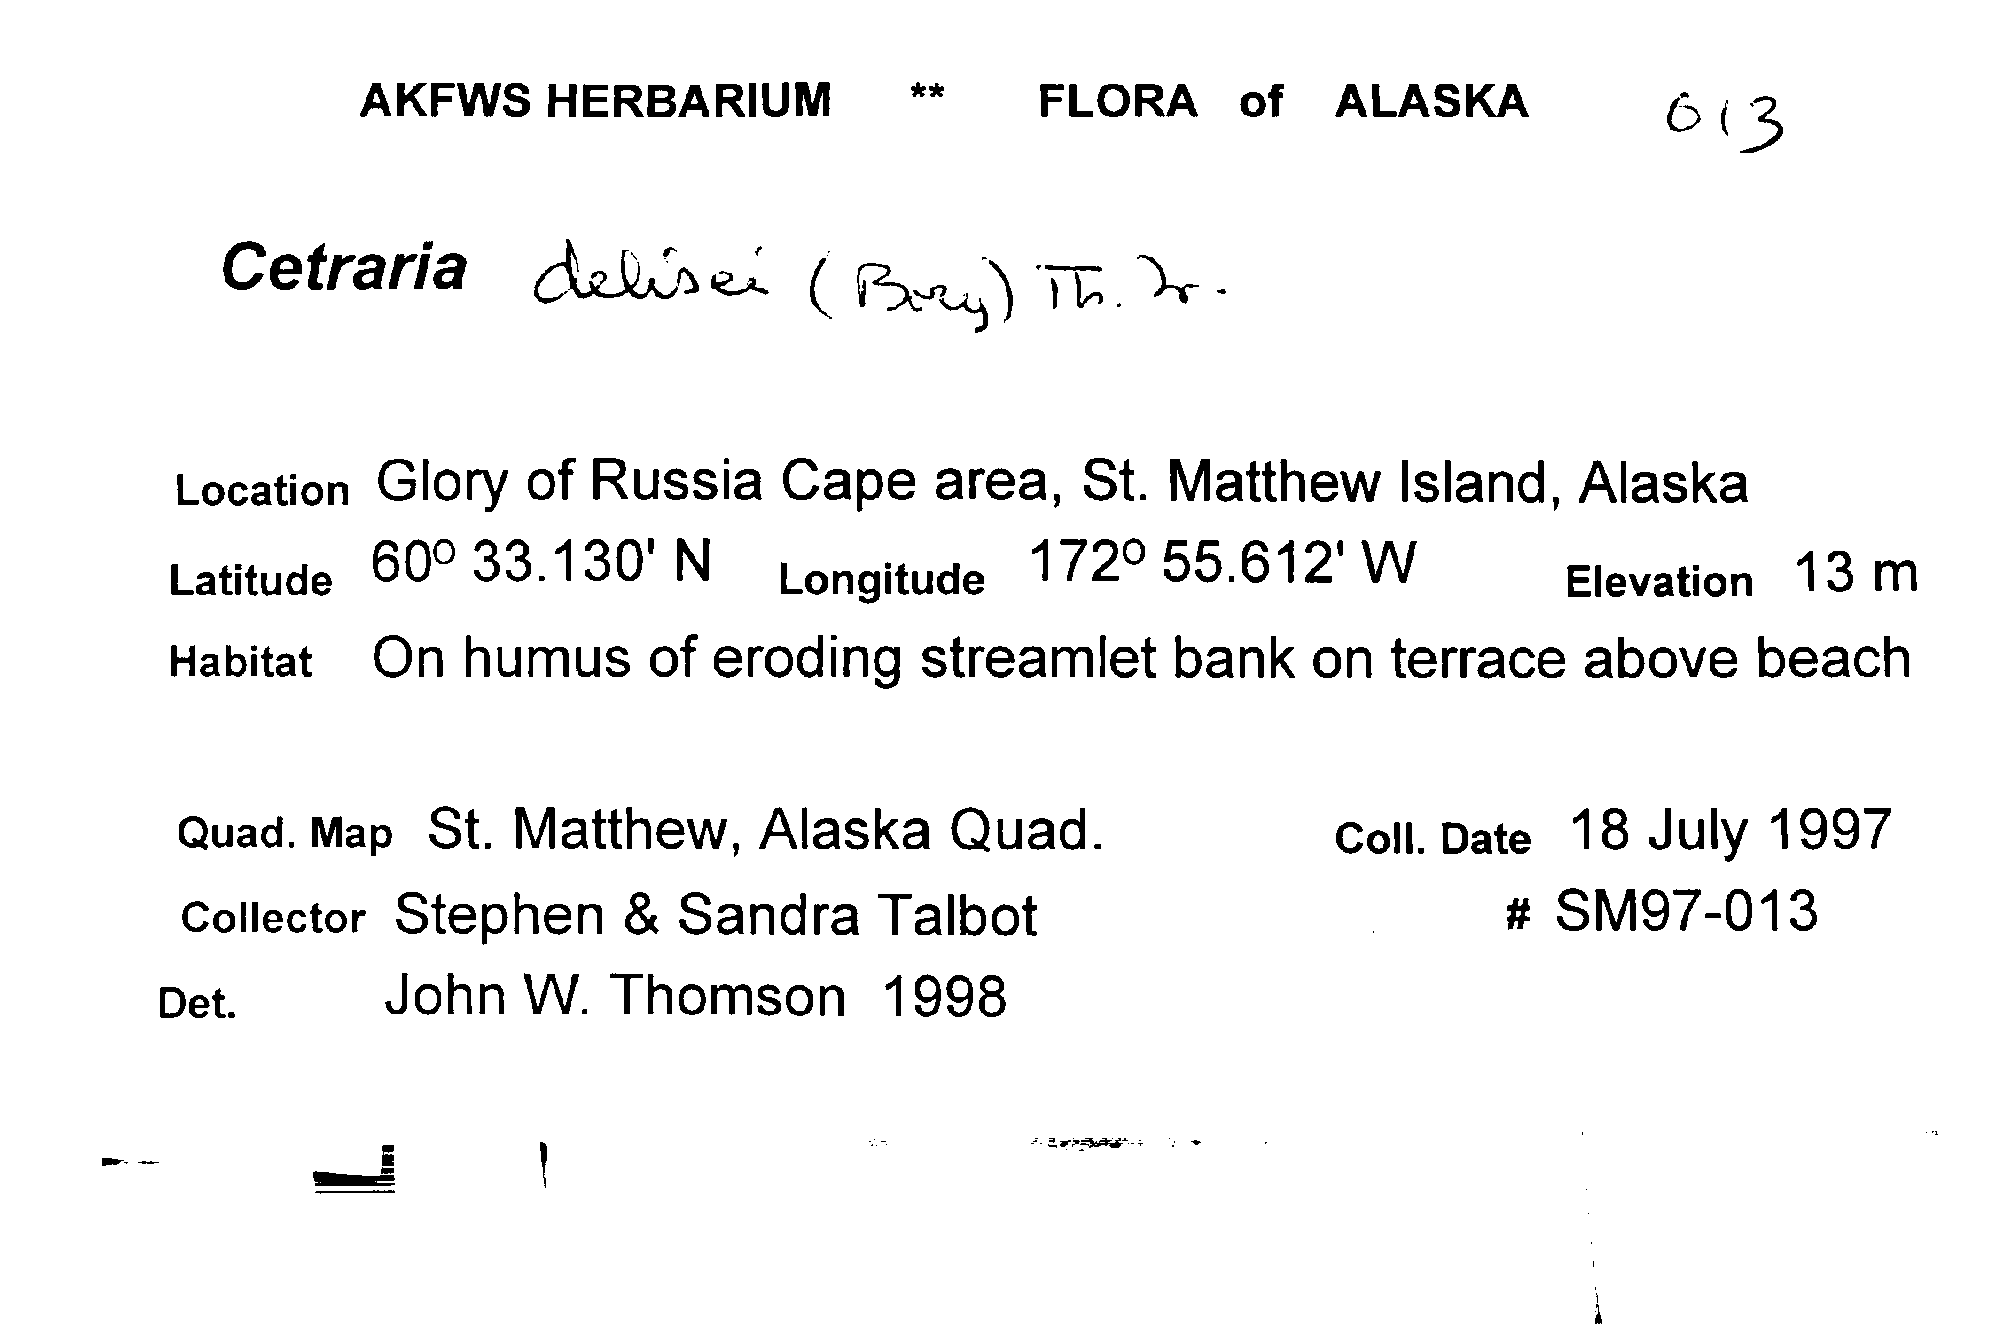 AKFWS HERBARIUM ** FLORA of ALASKA 013
Cetraria delisei (Bory) Th. Fr.
Location Glory of Russia Cape area, St. Matthew Island, Alaska
Latitude 60º 33.130' N Longitude 172º 55.612' W Elevation 13 m
Habitat On humus of eroding streamlet bank on terrace above beach
Quad. Map St. Matthew, Alaska Quad. Coll. Date 18 July 1997
Collector Stephen & Sandra Talbot # SM97-013
Det. John W. Thomson 1998